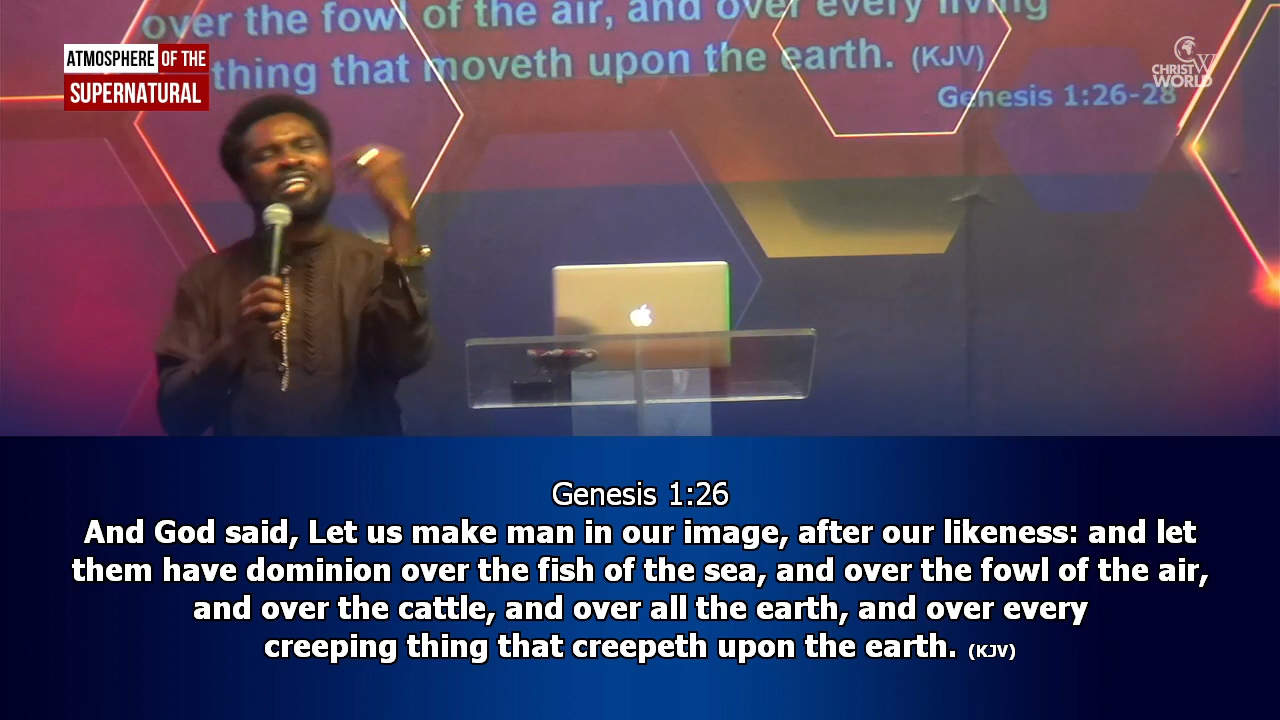 over the fowl of the air, and over every living
thing that moveth upon the earth. (KJV)
Genesis 1:26-28
ATMOSPHERE OF THE
SUPERNATURAL
CHRIST
WORLD
W
Genesis 1:26
And God said, Let us make man in our image, after our likeness: and let
them have dominion over the fish of the sea, and over the fowl of the air,
and over the cattle, and over all the earth, and over every
creeping thing that creepeth upon the earth. (KJV)